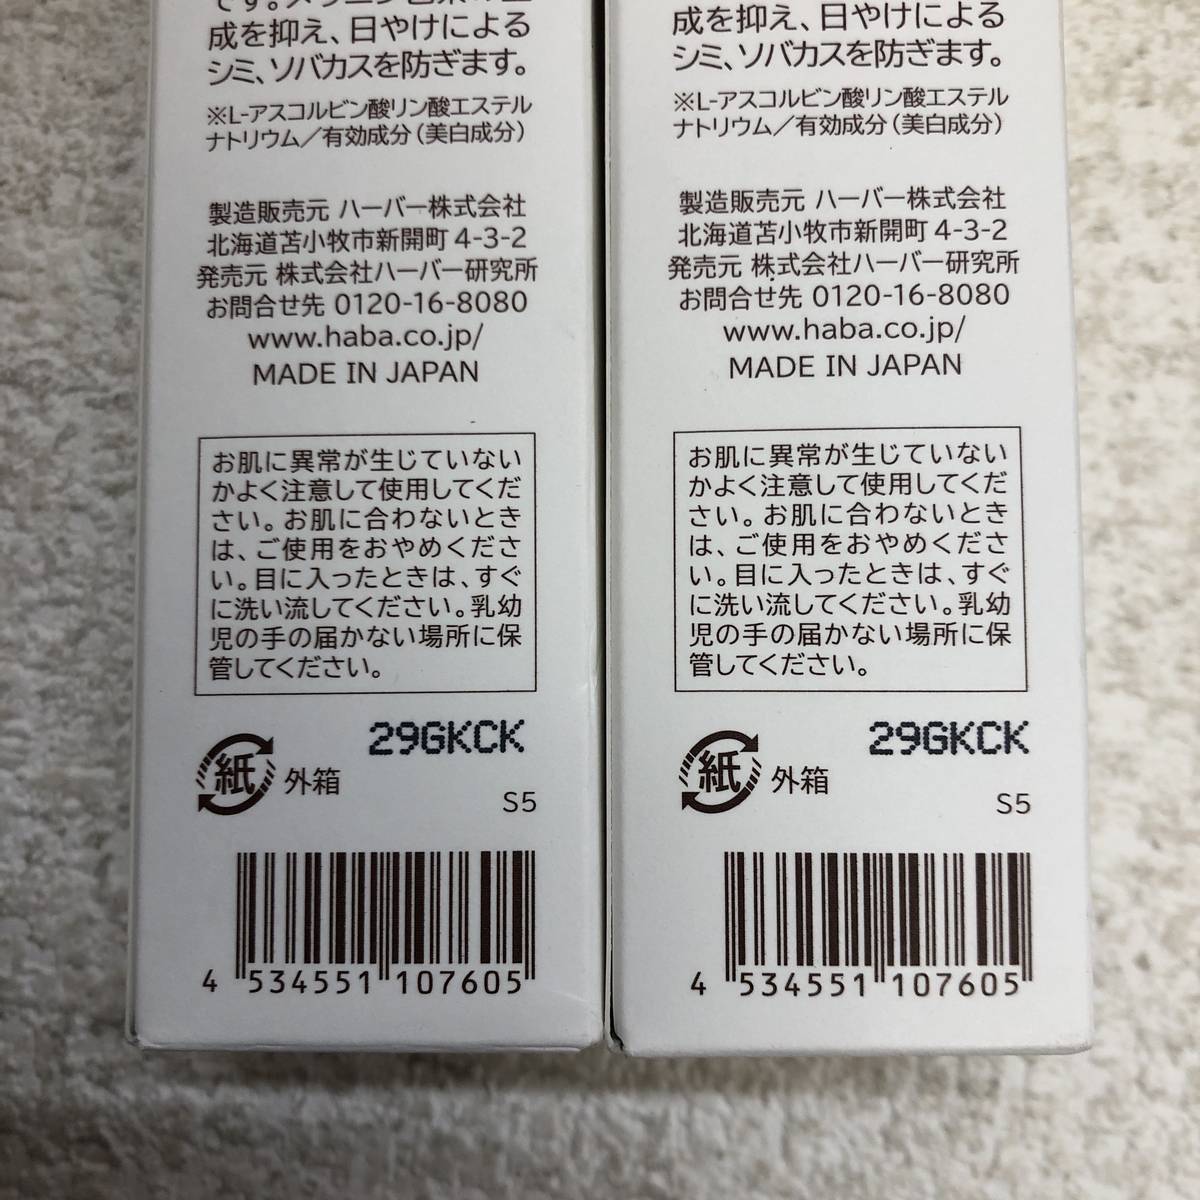 成を抑え、日やけによる
シミ、ソバカスを防ぎます。
※L-アスコルビン酸リン酸エステル
ナトリウム／有効成分（美白成分）
製造販売元 ハーバー株式会社
北海道苫小牧市新開町 4-3-2
発売元 株式会社ハーバー研究所
お問合せ先 0120-16-8080
www.haba.co.jp/
MADE IN JAPAN
お肌に異常が生じていない
かよく注意して使用してくだ
さい。お肌に合わないとき
は、ご使用をおやめくださ
い。目に入ったときは、すぐ
に洗い流してください。乳幼
児の手の届かない場所に保
管してください。
29GKCK
紙 外箱
S5
4 534551 107605
成を抑え、日やけによる
シミ、ソバカスを防ぎます。
※L-アスコルビン酸リン酸エステル
ナトリウム／有効成分（美白成分）
製造販売元 ハーバー株式会社
北海道苫小牧市新開町 4-3-2
発売元 株式会社ハーバー研究所
お問合せ先 0120-16-8080
www.haba.co.jp/
MADE IN JAPAN
お肌に異常が生じていない
かよく注意して使用してくだ
さい。お肌に合わないとき
は、ご使用をおやめくださ
い。目に入ったときは、すぐ
に洗い流してください。乳幼
児の手の届かない場所に保
管してください。
29GKCK
紙 外箱
S5
4 534551 107605